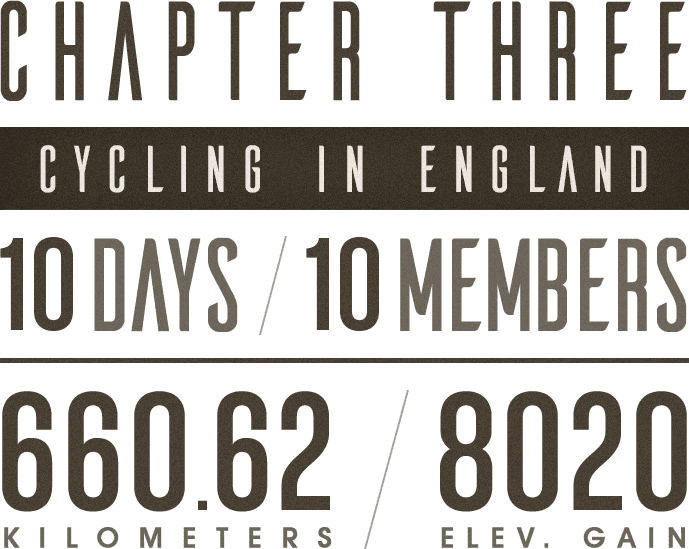 CHAPTER THREE
CYCLING IN ENGLAND
10 DAYS / 10 MEMBERS
660.62 / 8020
KILOMETERS ELEV. GAIN